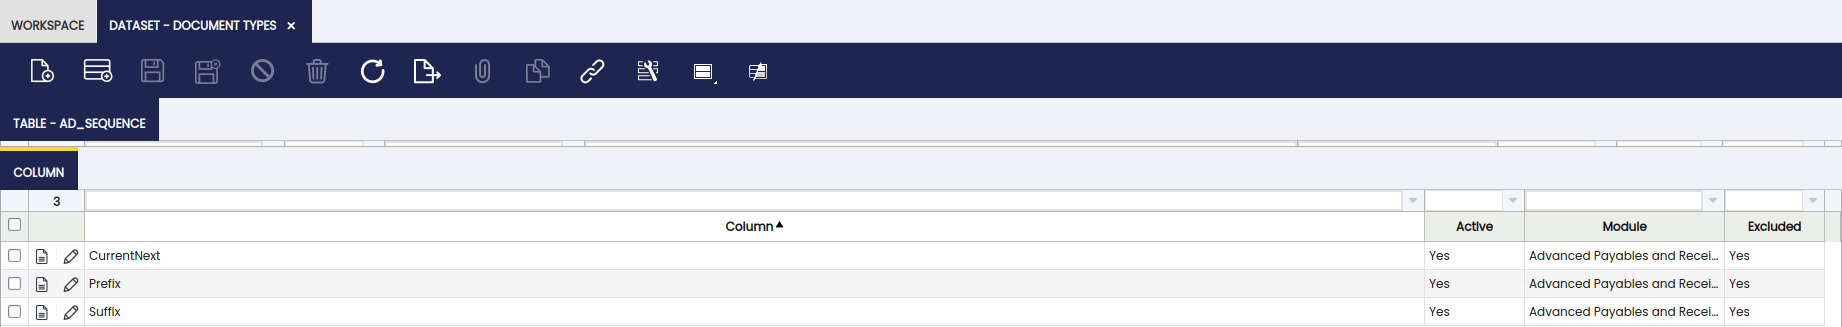 WORKSPACE DATASET - DOCUMENT TYPES ×
TABLE - AD_SEQUENCE
COLUMN
3
Column Active Module Excluded
CurrentNext Yes Advanced Payables and Recei... Yes
Prefix Yes Advanced Payables and Recei... Yes
Suffix Yes Advanced Payables and Recei... Yes